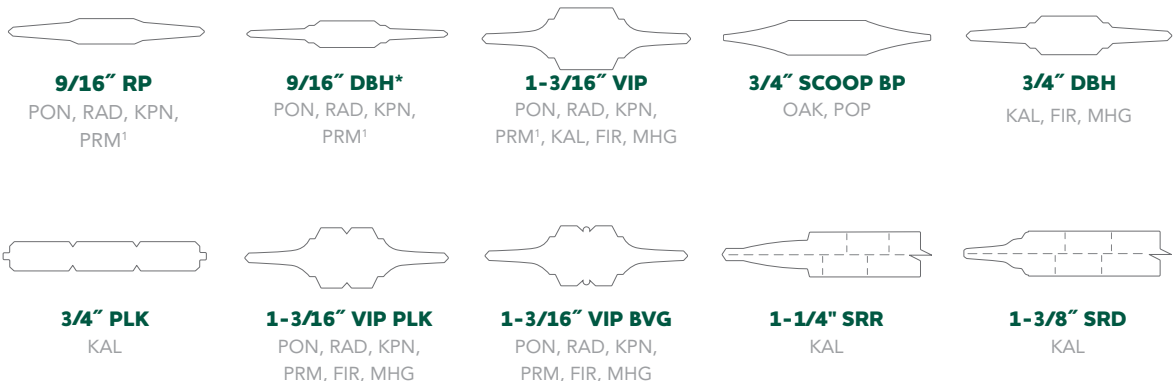 9/16″ RP
PON, RAD, KPN,
PRM¹
9/16″ DBH*
PON, RAD, KPN,
PRM¹
1-3/16″ VIP
PON, RAD, KPN,
PRM¹, KAL, FIR, MHG
3/4″ SCOOP BP
OAK, POP
3/4″ DBH
KAL, FIR, MHG
3/4″ PLK
KAL
1-3/16″ VIP PLK
PON, RAD, KPN,
PRM, FIR, MHG
1-3/16″ VIP BVG
PON, RAD, KPN,
PRM, FIR, MHG
1-1/4" SRR
KAL
1-3/8″ SRD
KAL